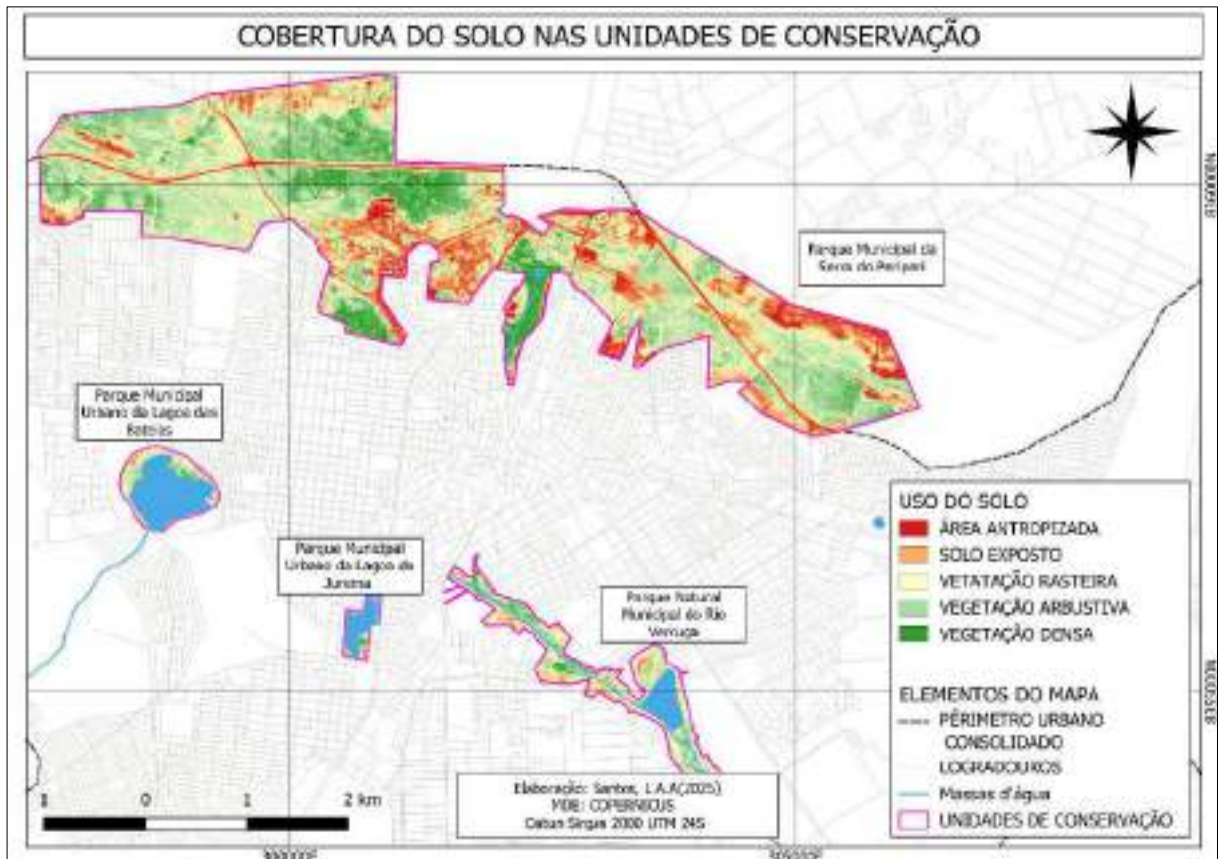 COBERTURA DO SOLO NAS UNIDADES DE CONSERVAÇÃO
Parque Municipal da
Serra do Periperi
Parque Municipal
Urbano da Lagoa das
Bateias
Parque Municipal
Urbano da Lagoa do
Jurema
Parque Natural
Municipal do Rio
Verruga
USO DO SOLO
ÁREA ANTROPIZADA
SOLO EXPOSTO
VETATAÇÃO RASTEIRA
VEGETAÇÃO ARBUSTIVA
VEGETAÇÃO DENSA
ELEMENTOS DO MAPA
PÉRIMETRO URBANO
CONSOLIDADO
LOGRADOUROS
Massas d'água
UNIDADES DE CONSERVAÇÃO
Elaboração: Santos, L.A.A(2025)
MDE: COPERNICUS
Datun Sirgas 2000 UTM 24S
1 0 1 2 km